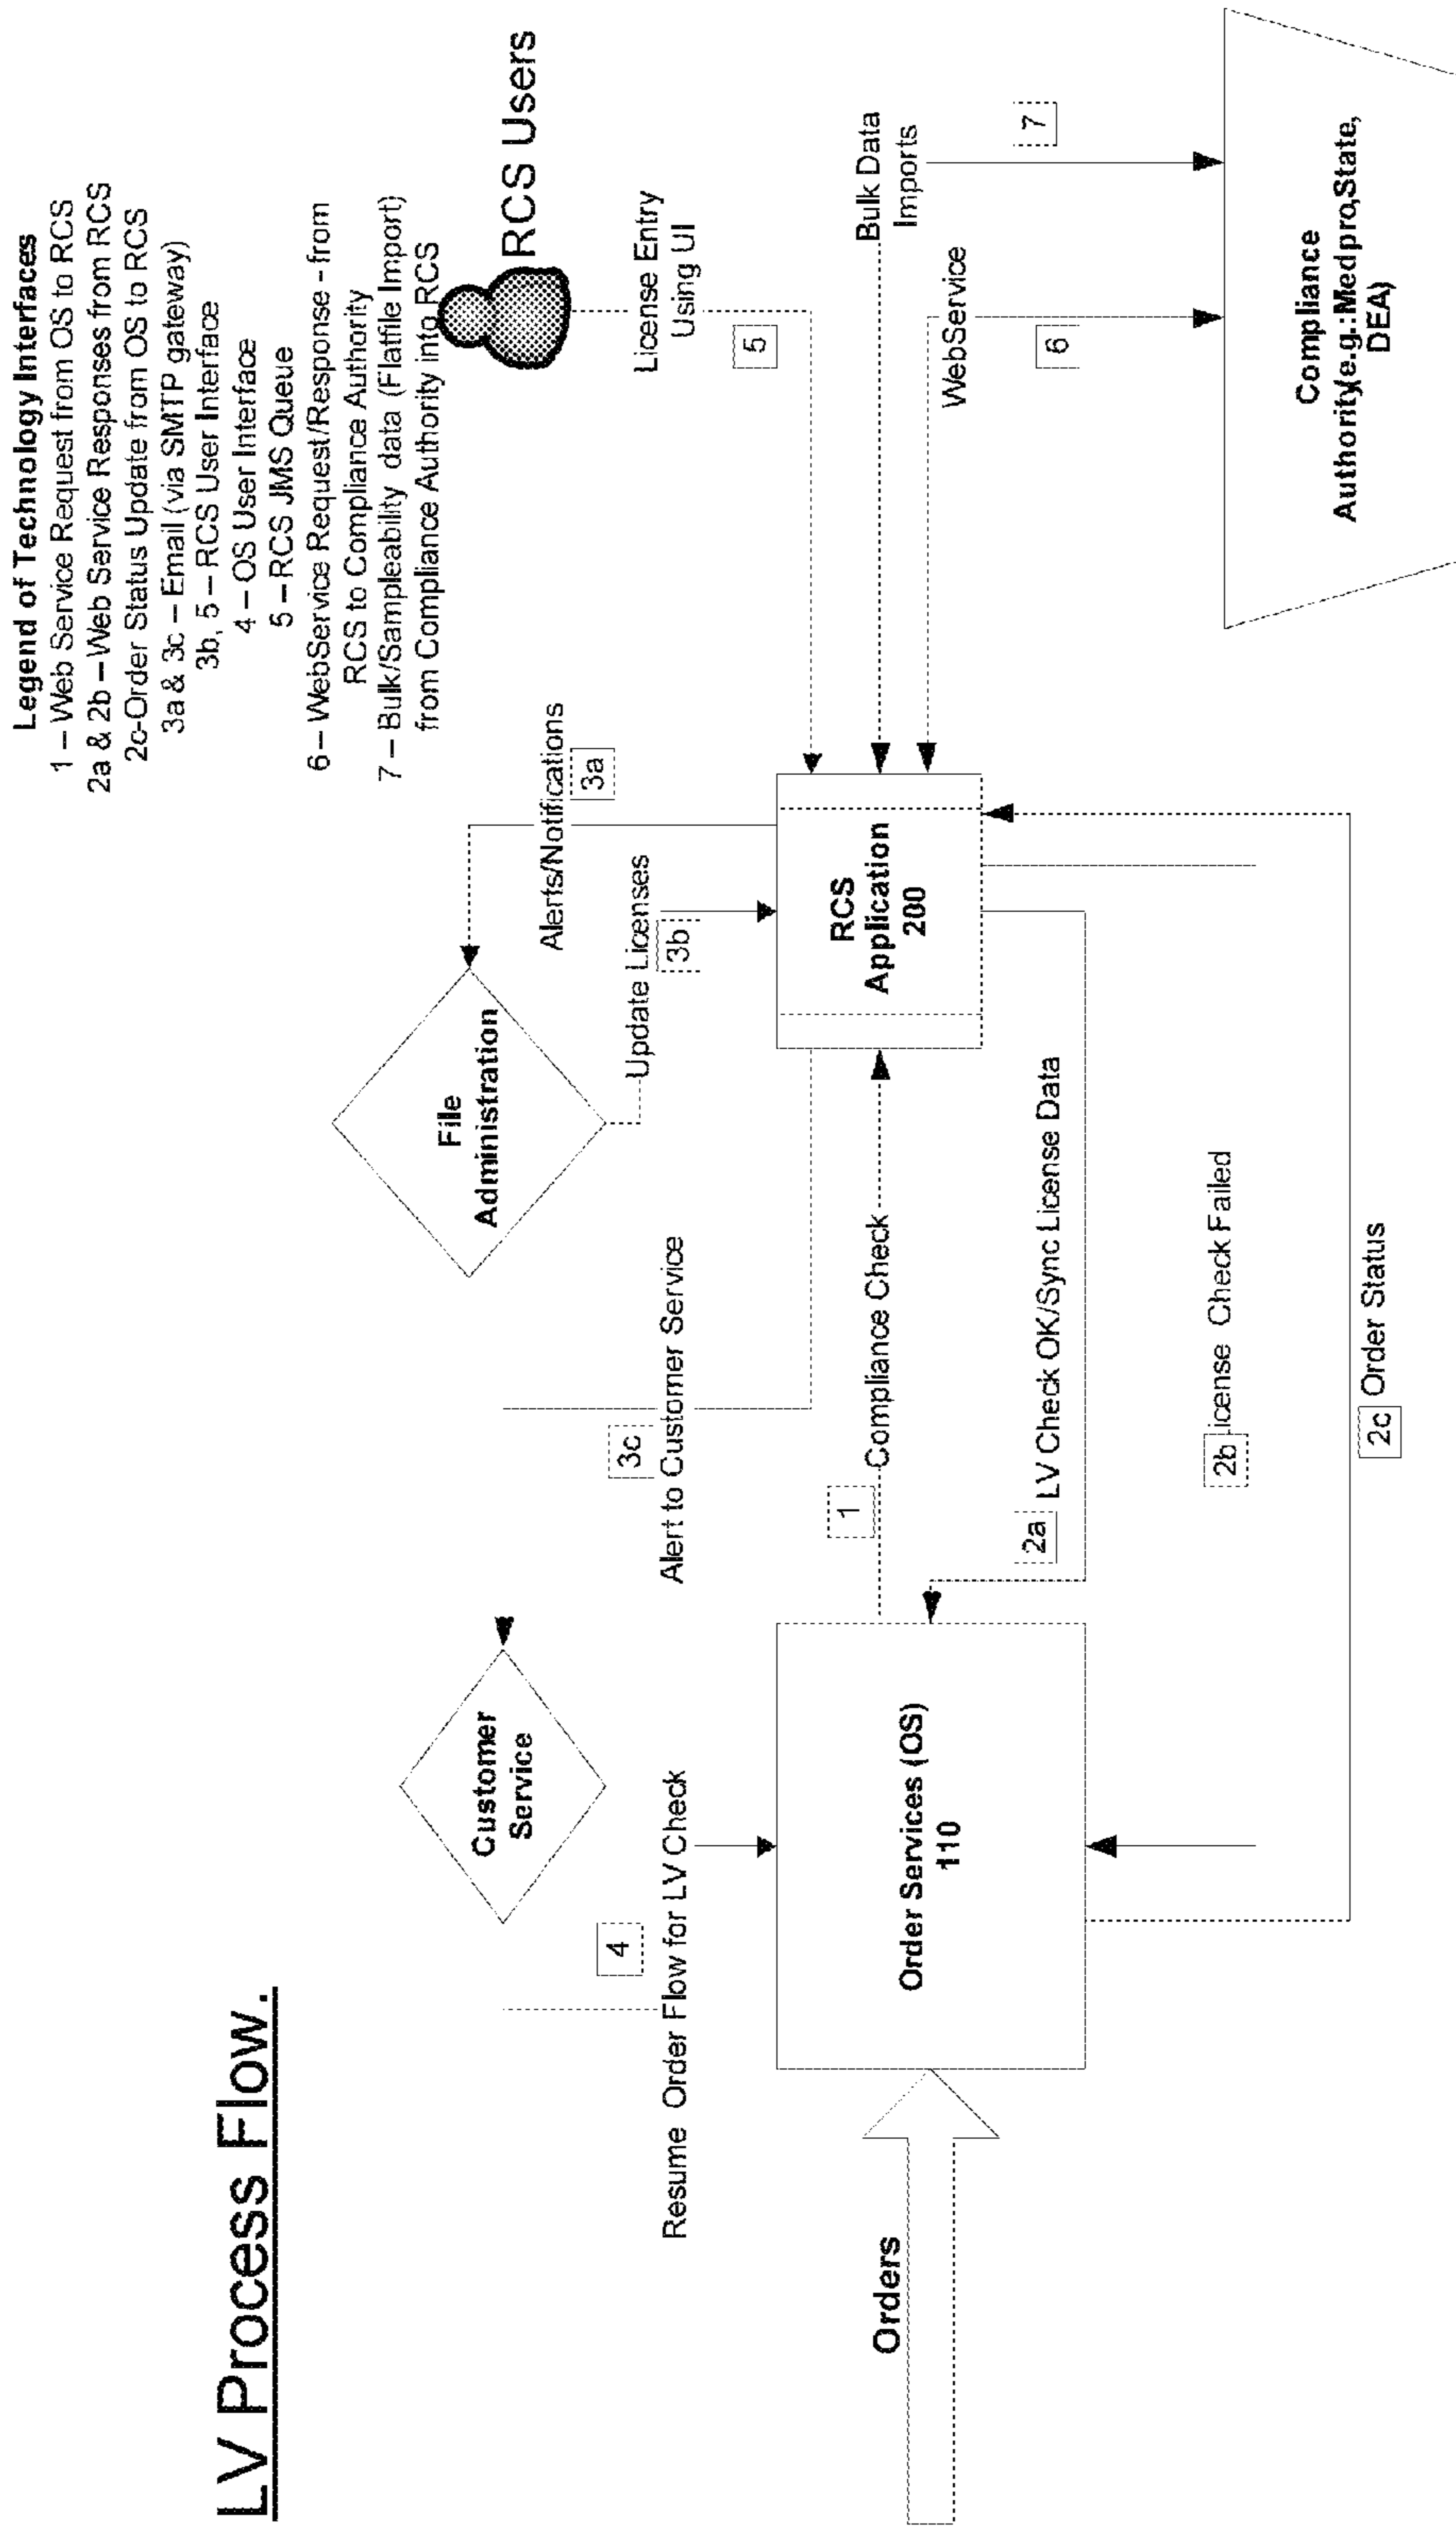 LV Process Flow.
Legend of Technology Interfaces
1 – Web Service Request from OS to RCS
2a & 2b – Web Service Responses from RCS
2c-Order Status Update from OS to RCS
3a & 3c – Email (via SMTP gateway)
3b, 5 – RCS User Interface
4 – OS User Interface
5 – RCS JMS Queue
6 – WebService Request/Response - from
RCS to Compliance Authority
7 – Bulk/Sampleability data (Flatfile Import)
from Compliance Authority into RCS
RCS Users
Customer
Service
File
Administration
Alerts/Notifications
3a
Update Licenses
3b
License Entry
Using UI
5
4
Resume Order Flow for LV Check
3c
Alert to Customer Service
Orders
Order Services (OS)
110
1
Compliance Check
RCS
Application
200
Bulk Data
Imports
7
WebService
6
2a LV Check OK/Sync License Data
2b icense Check Failed
2c Order Status
Compliance
Authority(e.g.:Medpro,State,
DEA)